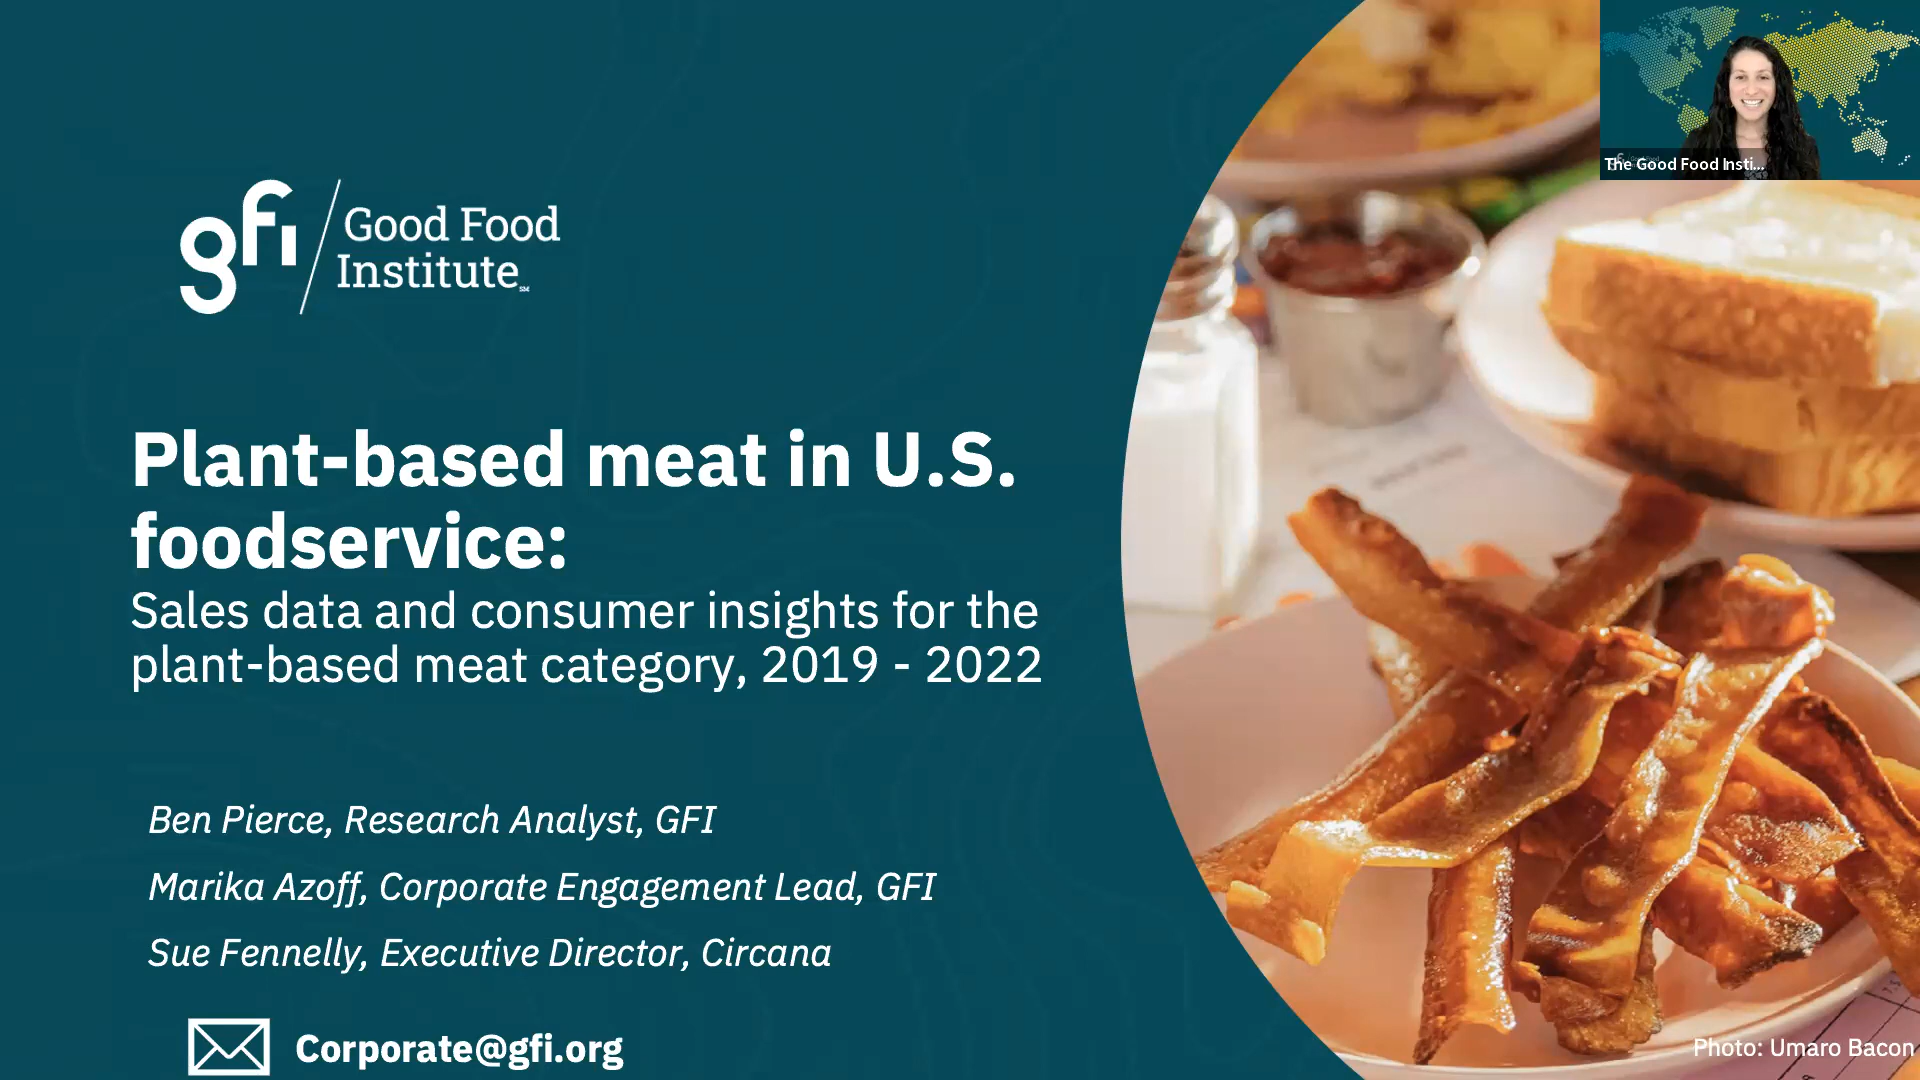 The Good Food Insti...
gfi
Good Food
Institute
SM
Plant-based meat in U.S.
foodservice:
Sales data and consumer insights for the
plant-based meat category, 2019 - 2022
Ben Pierce, Research Analyst, GFI
Marika Azoff, Corporate Engagement Lead, GFI
Sue Fennelly, Executive Director, Circana
Corporate@gfi.org
Photo: Umaro Bacon